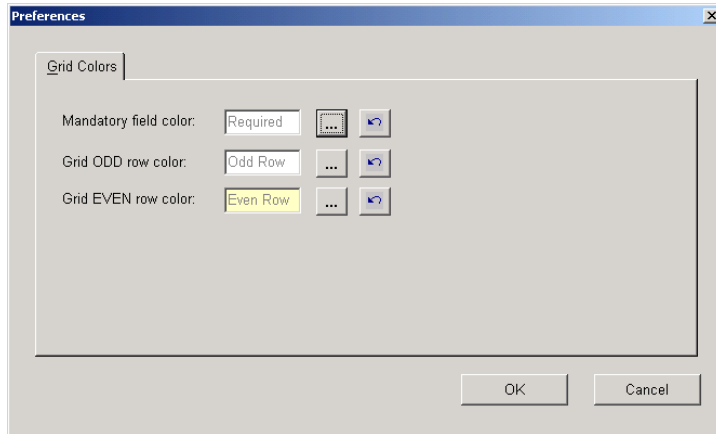 Preferences
Grid Colors
Mandatory field color: Required ...
Grid ODD row color: Odd Row ...
Grid EVEN row color: Even Row ...
OK Cancel